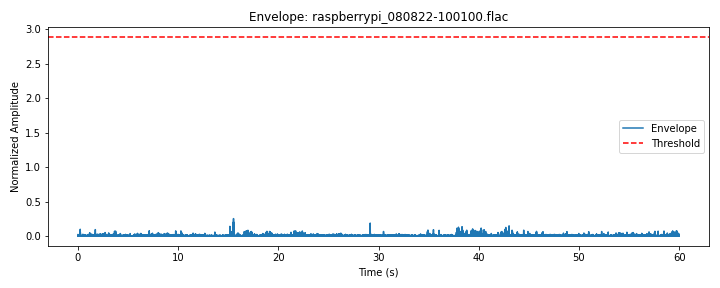 Envelope: raspberrypi_080822-100100.flac
3.0
2.5
2.0
1.5
1.0
0.5
0.0
Normalized Amplitude
Envelope
Threshold
0
10
20
30
40
50
60
Time (s)